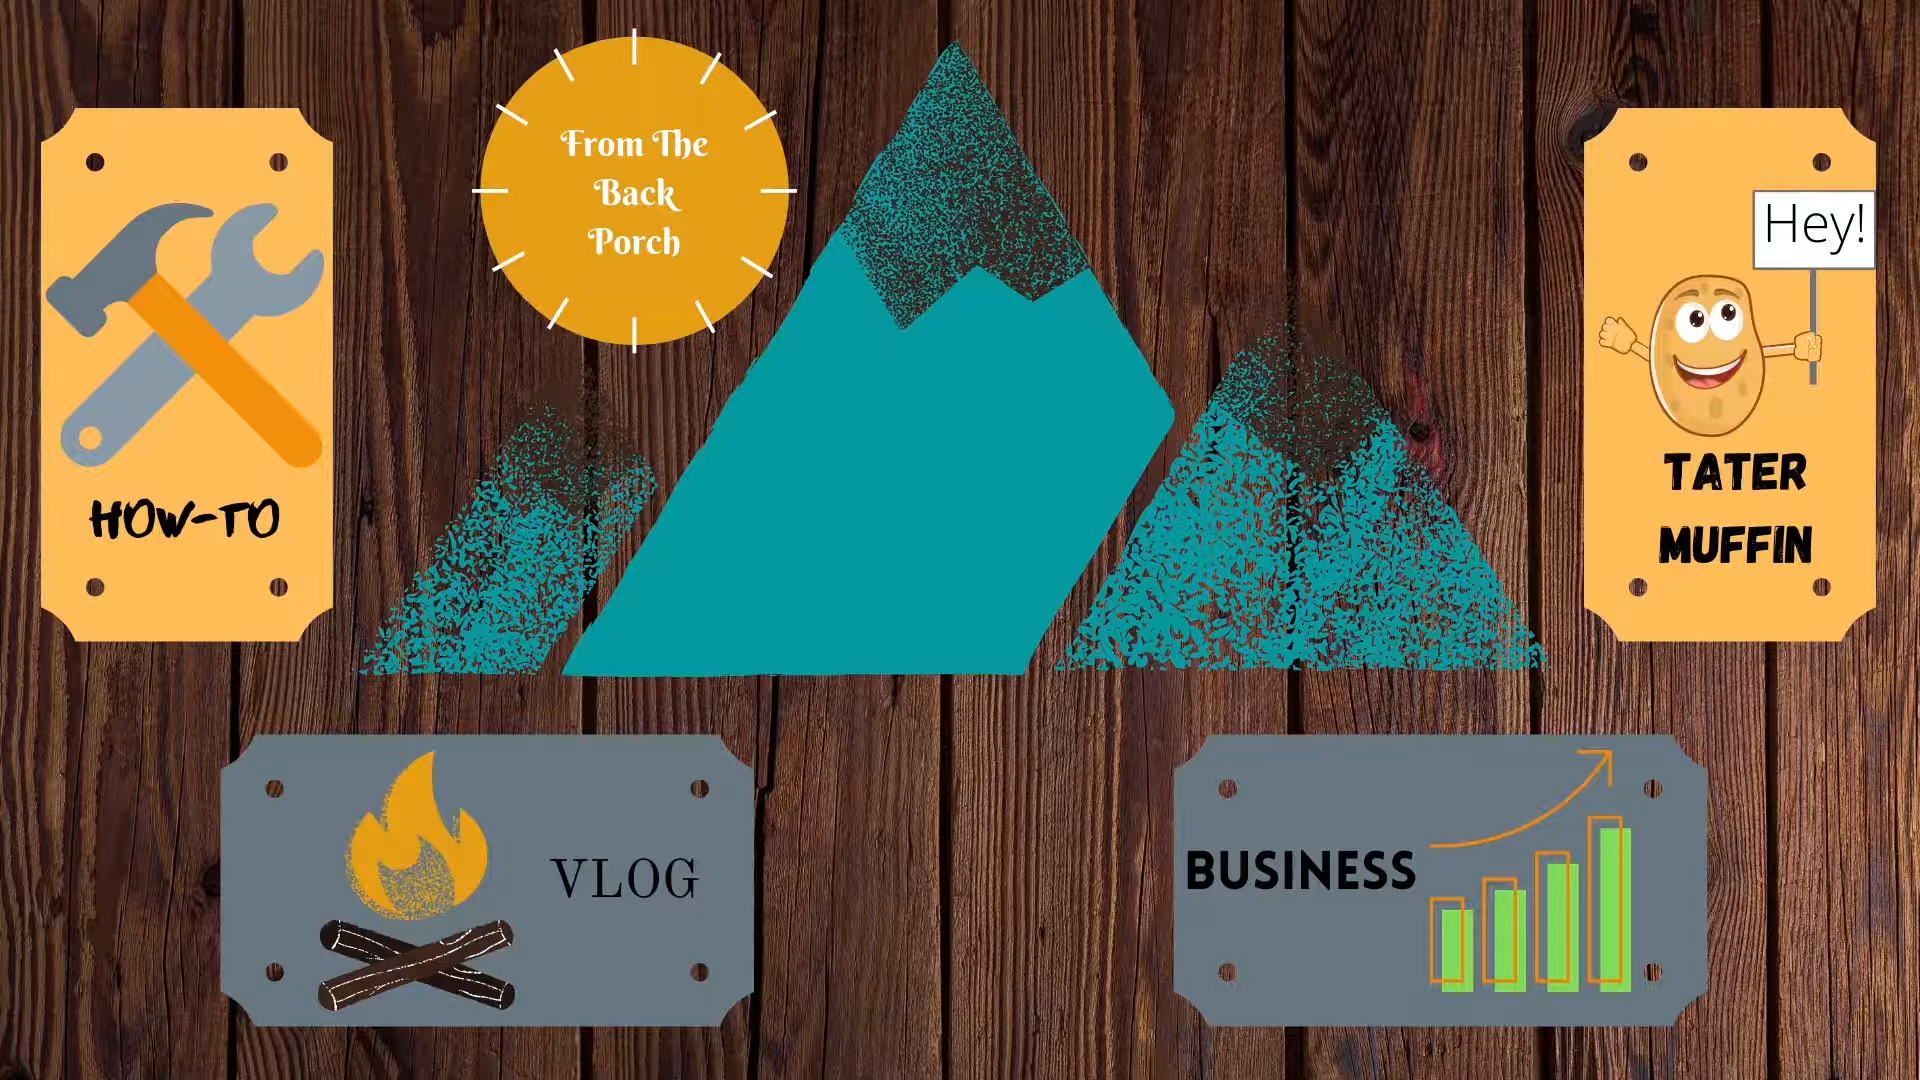 From The
Back
Porch
HOW-TO
Hey!
TATER
MUFFIN
VLOG
BUSINESS